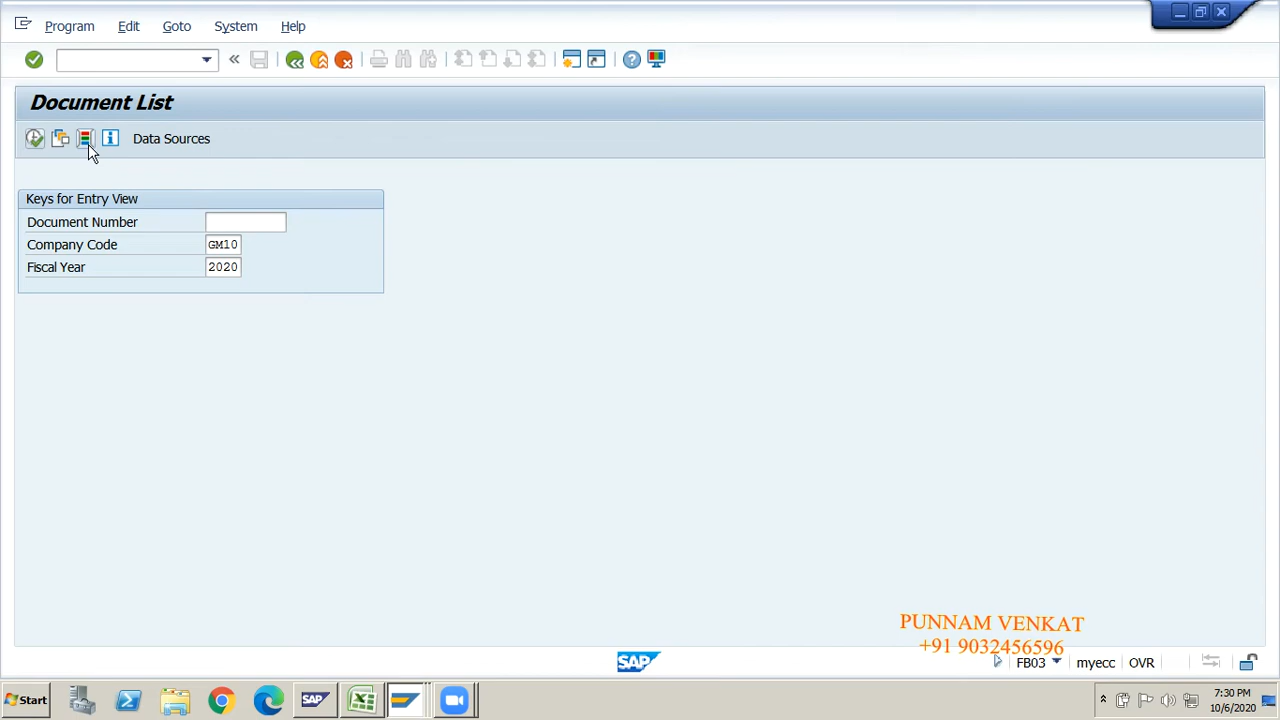 Program Edit Goto System Help
Document List
Data Sources
Keys for Entry View
Document Number
Company Code GM10
Fiscal Year 2020
PUNNAM VENKAT
+91 9032456596
SAP FB03 myecc OVR
Start SAP 7:30 PM
10/6/2020